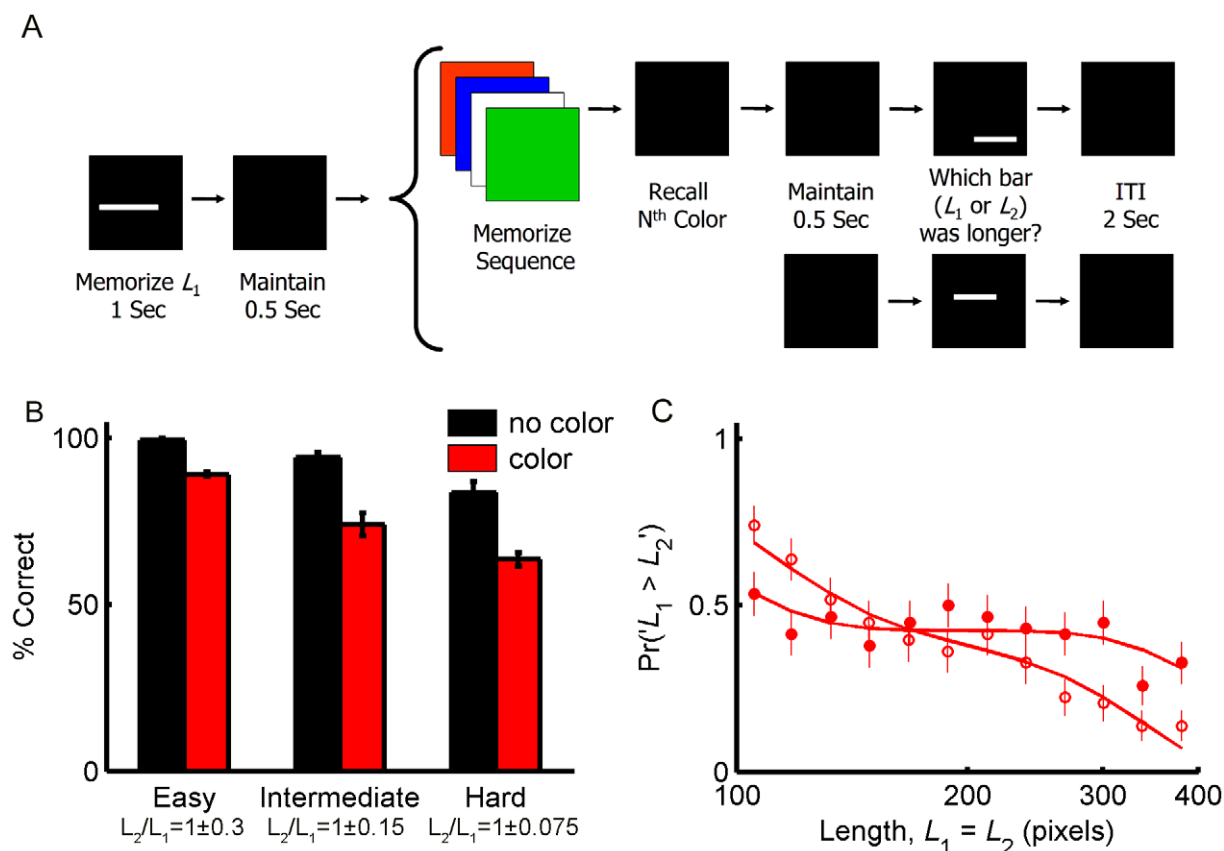 A
Memorize L1
1 Sec
Maintain
0.5 Sec
Memorize
Sequence
Recall
Nth Color
Maintain
0.5 Sec
Which bar
(L1 or L2)
was longer?
ITI
2 Sec
B
no color
color
% Correct
100
50
0
Easy
L2/L1=1±0.3
Intermediate
L2/L1=1±0.15
Hard
L2/L1=1±0.075
C
Pr('L1 > L2')
1
0.5
0
100
200
300
400
Length, L1 = L2 (pixels)